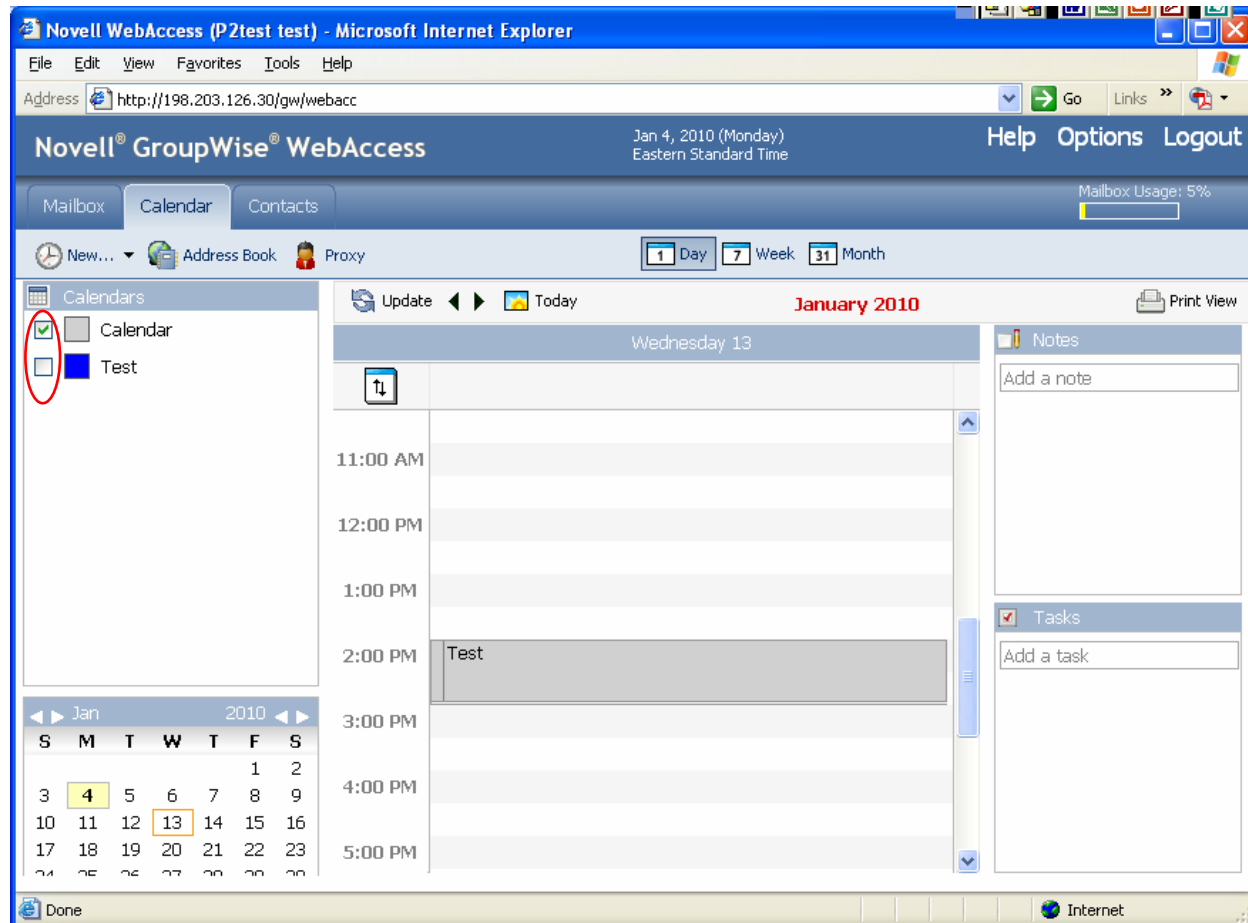 Novell WebAccess (P2test test) - Microsoft Internet Explorer
File Edit View Favorites Tools Help
Address http://198.203.126.30/gw/webacc Go Links »
Novell® GroupWise® WebAccess
Jan 4, 2010 (Monday)
Eastern Standard Time
Help Options Logout
Mailbox Calendar Contacts
Mailbox Usage: 5%
New... Address Book Proxy
1 Day 7 Week 31 Month
Calendars
Calendar
Test
Update Today January 2010 Print View
Wednesday 13
11:00 AM
12:00 PM
1:00 PM
2:00 PM Test
3:00 PM
4:00 PM
5:00 PM
Notes
Add a note
Tasks
Add a task
Jan 2010
S M T W T F S
1 2
3 4 5 6 7 8 9
10 11 12 13 14 15 16
17 18 19 20 21 22 23
Done Internet